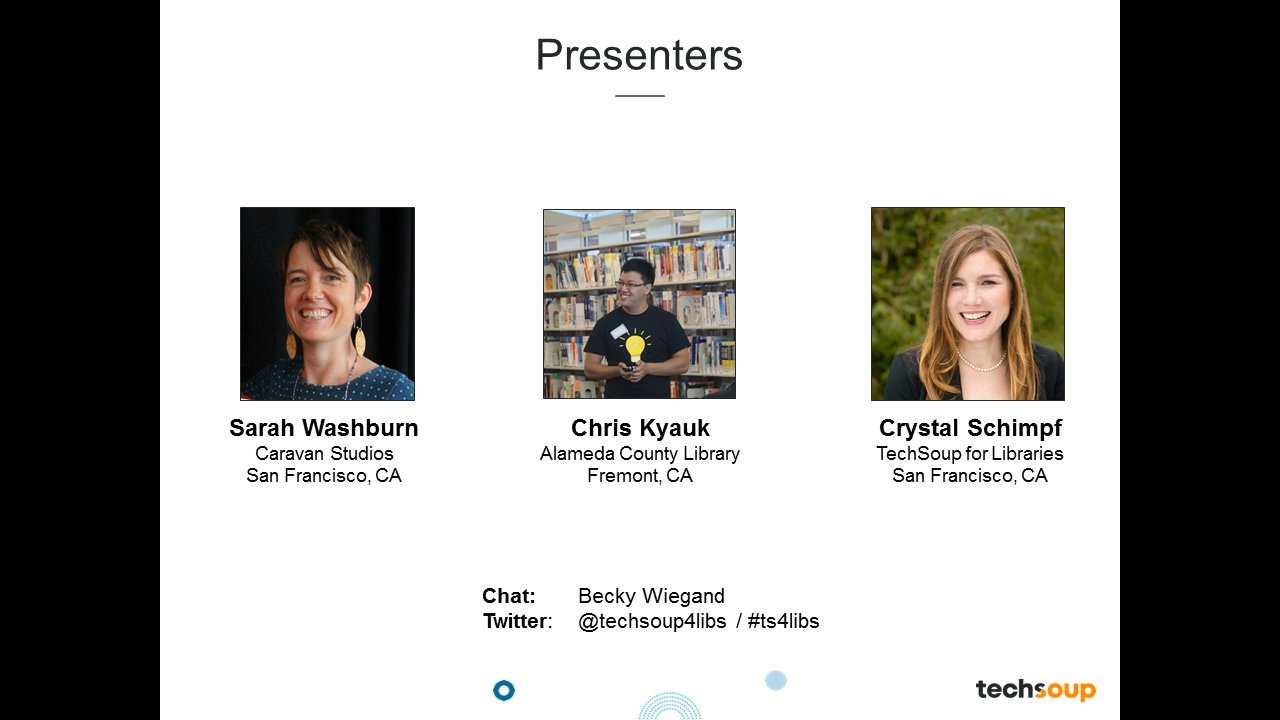 Presenters
Sarah Washburn
Caravan Studios
San Francisco, CA
Chris Kyauk
Alameda County Library
Fremont, CA
Crystal Schimpf
TechSoup for Libraries
San Francisco, CA
Chat: Becky Wiegand
Twitter: @techsoup4libs / #ts4libs
techsoup